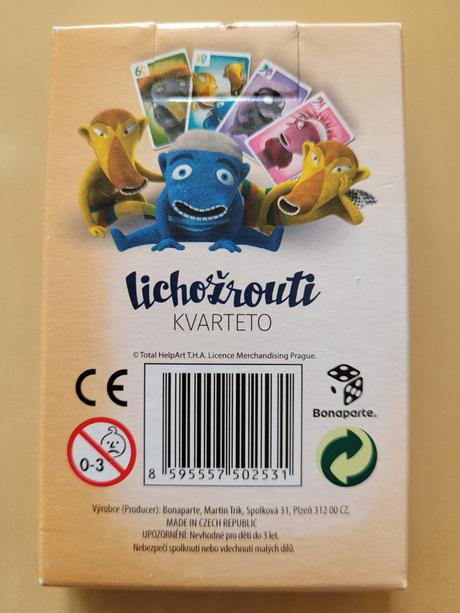 lichožrouti
KVARTETO
© Total HelpArt T.H.A. Licence Merchandising Prague.
CE
Bonaparte.
0-3
8 595557 502531
Výrobce (Producer): Bonaparte, Martin Trik, Spolková 31, Plzeň 312 00 CZ,
MADE IN CZECH REPUBLIC
UPOZORNĚNÍ: Nevhodné pro děti do 3 let.
Nebezpečí spolknutí nebo vdechnutí malých dílů.